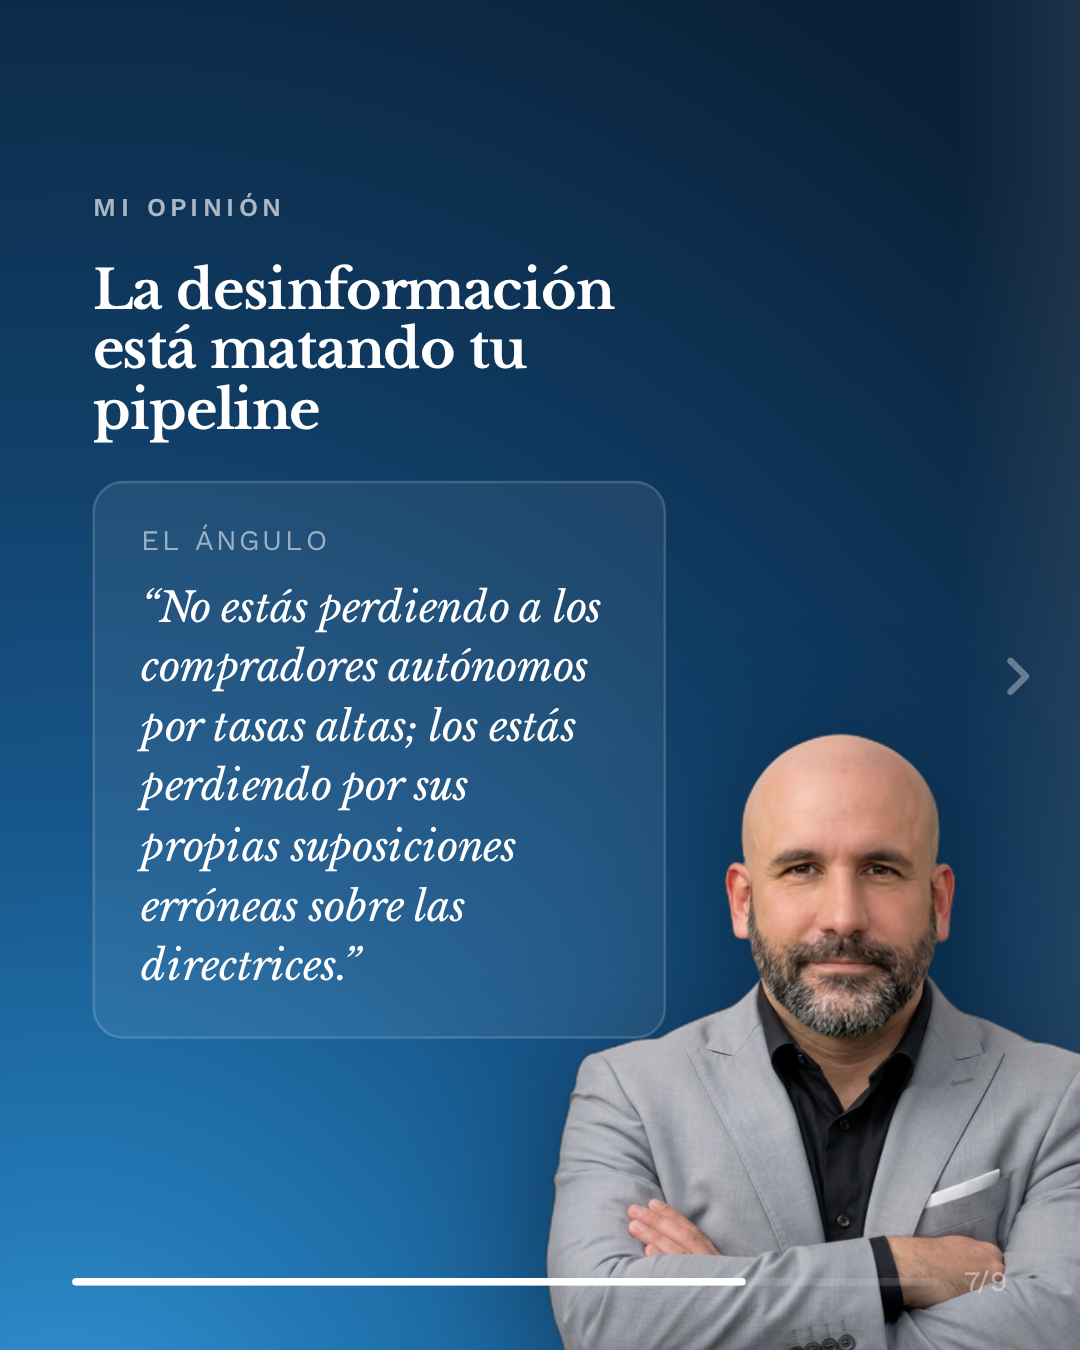 MI OPINIÓN
La desinformación
está matando tu
pipeline
EL ÁNGULO
“No estás perdiendo a los
compradores autónomos
por tasas altas; los estás
perdiendo por sus
propias suposiciones
erróneas sobre las
directrices.”
7/9